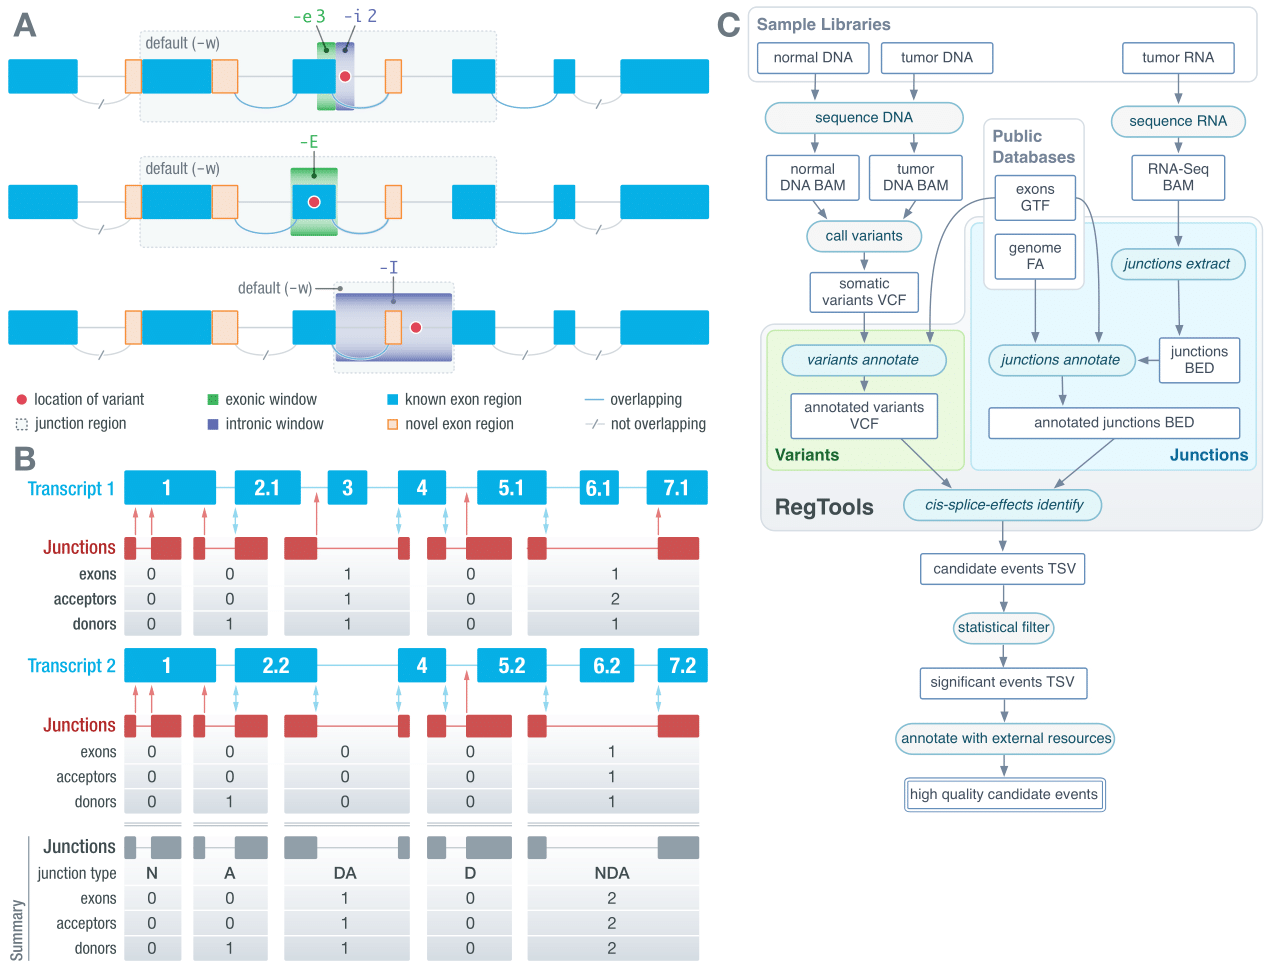 A
-e 3
-i 2
default (-w)
-E
default (-w)
-I
default (-w)
location of variant
exonic window
known exon region
overlapping
junction region
intronic window
novel exon region
not overlapping
B
Transcript 1
1
2.1
3
4
5.1
6.1
7.1
Junctions
exons 0 0 1 0 1
acceptors 0 0 1 0 2
donors 0 1 1 0 1
Transcript 2
1
2.2
4
5.2
6.2
7.2
Junctions
exons 0 0 0 0 1
acceptors 0 0 0 0 1
donors 0 1 0 0 1
Summary
Junctions
junction type N A DA D NDA
exons 0 0 1 0 2
acceptors 0 0 1 0 2
donors 0 1 1 0 2
C
Sample Libraries
normal DNA
tumor DNA
tumor RNA
sequence DNA
sequence RNA
Public
Databases
normal
DNA BAM
tumor
DNA BAM
exons
GTF
RNA-Seq
BAM
call variants
genome
FA
junctions extract
somatic
variants VCF
variants annotate
junctions annotate
junctions
BED
annotated variants
VCF
annotated junctions BED
Variants
Junctions
RegTools
cis-splice-effects identify
candidate events TSV
statistical filter
significant events TSV
annotate with external resources
high quality candidate events